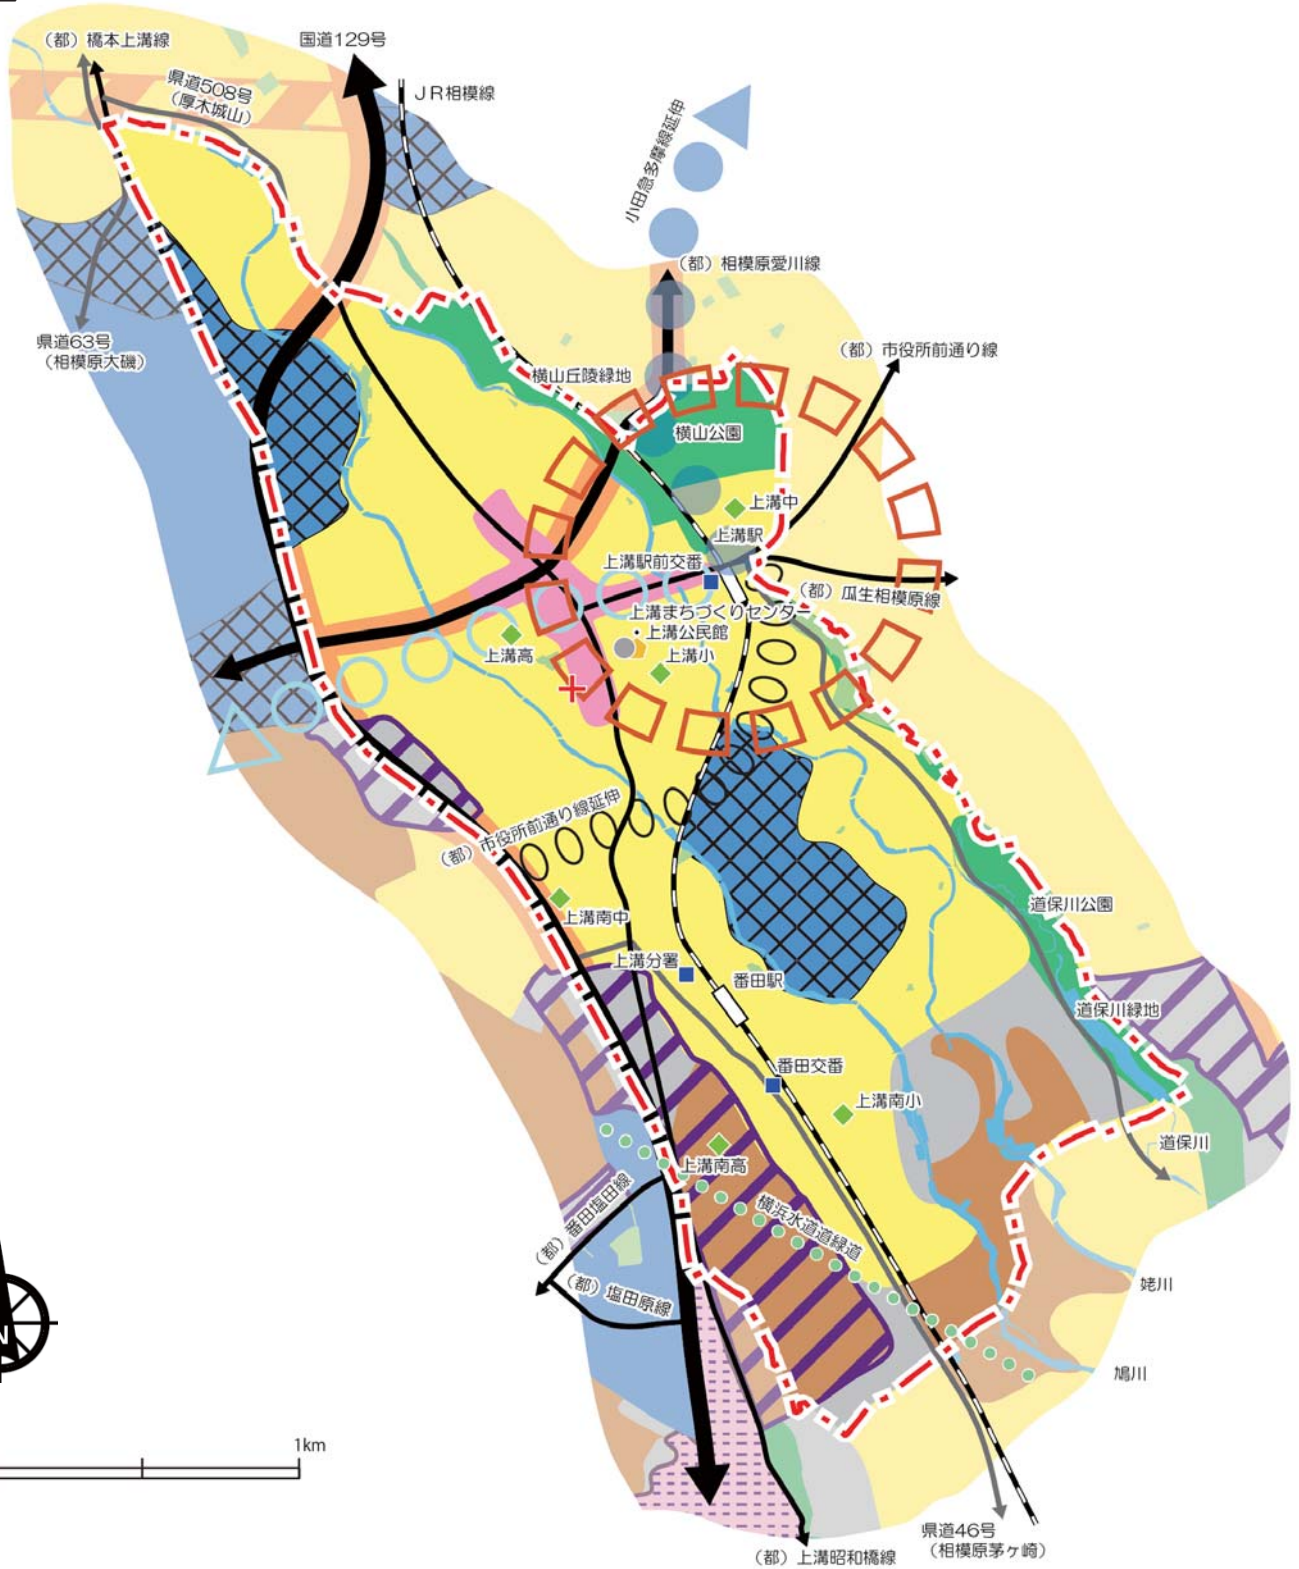 （都）橋本上溝線
国道129号
県道508号
（厚木城山）
ＪＲ相模線
小田急多摩線延伸
（都）相模原愛川線
県道63号
（相模原大磯）
（都）市役所前通り線
横山丘陵緑地
横山公園
上溝中
上溝駅
上溝駅前交番
（都）瓜生相模原線
上溝まちづくりセンター
・上溝公民館
上溝高
上溝小
（都）市役所前通り線延伸
上溝南中
道保川公園
上溝分署
番田駅
道保川緑地
番田交番
上溝南小
道保川
上溝南高
（都）番田塩田線
横浜水道道緑道
（都）塩田原線
姥川
鳩川
N
1km
県道46号
（相模原茅ヶ崎）
（都）上溝昭和橋線